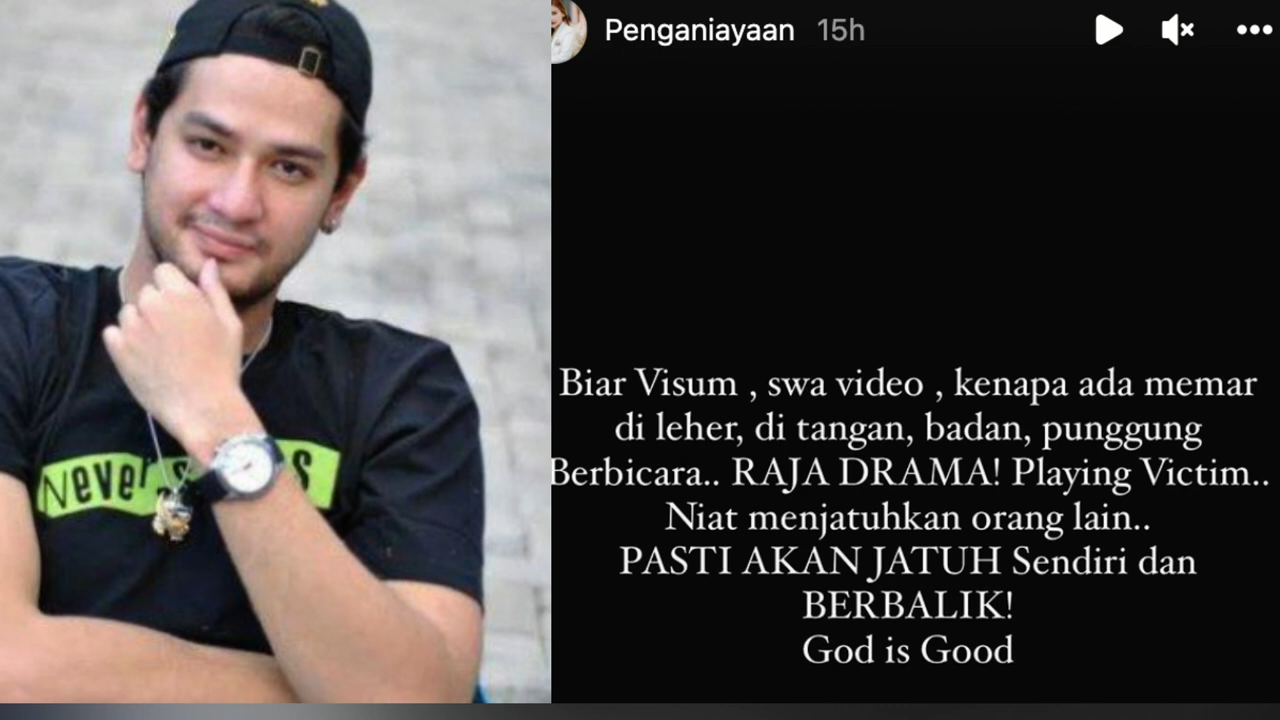 Penganiayaan 15h
Never S
Biar Visum , swa video , kenapa ada memar
di leher, di tangan, badan, punggung
Berbicara.. RAJA DRAMA! Playing Victim..
Niat menjatuhkan orang lain..
PASTI AKAN JATUH Sendiri dan
BERBALIK!
God is Good